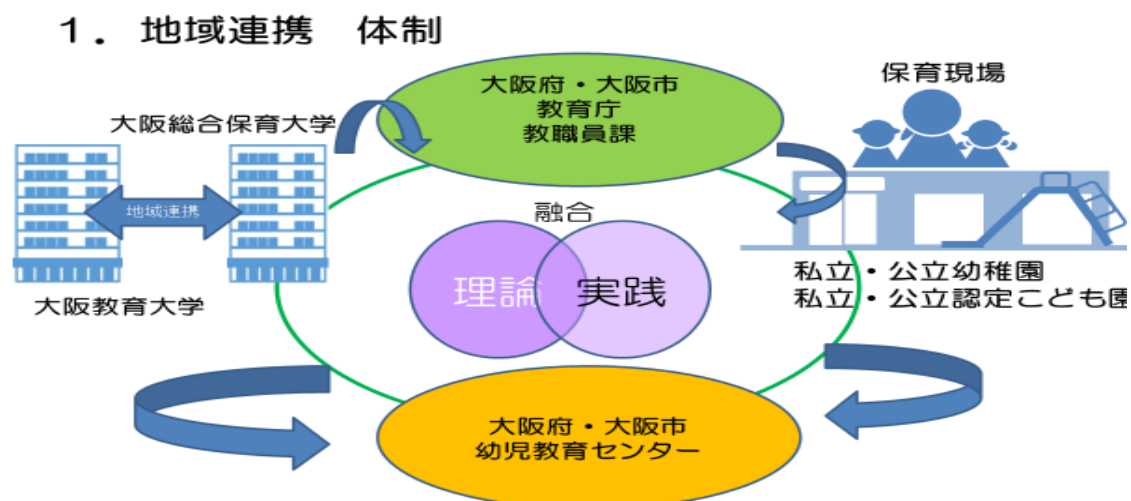 1．地域連携　体制
大阪府・大阪市
教育庁
教職員課
保育現場
大阪総合保育大学
地域連携
大阪教育大学
融合
理論
実践
私立・公立幼稚園
私立・公立認定こども園
大阪府・大阪市
幼児教育センター